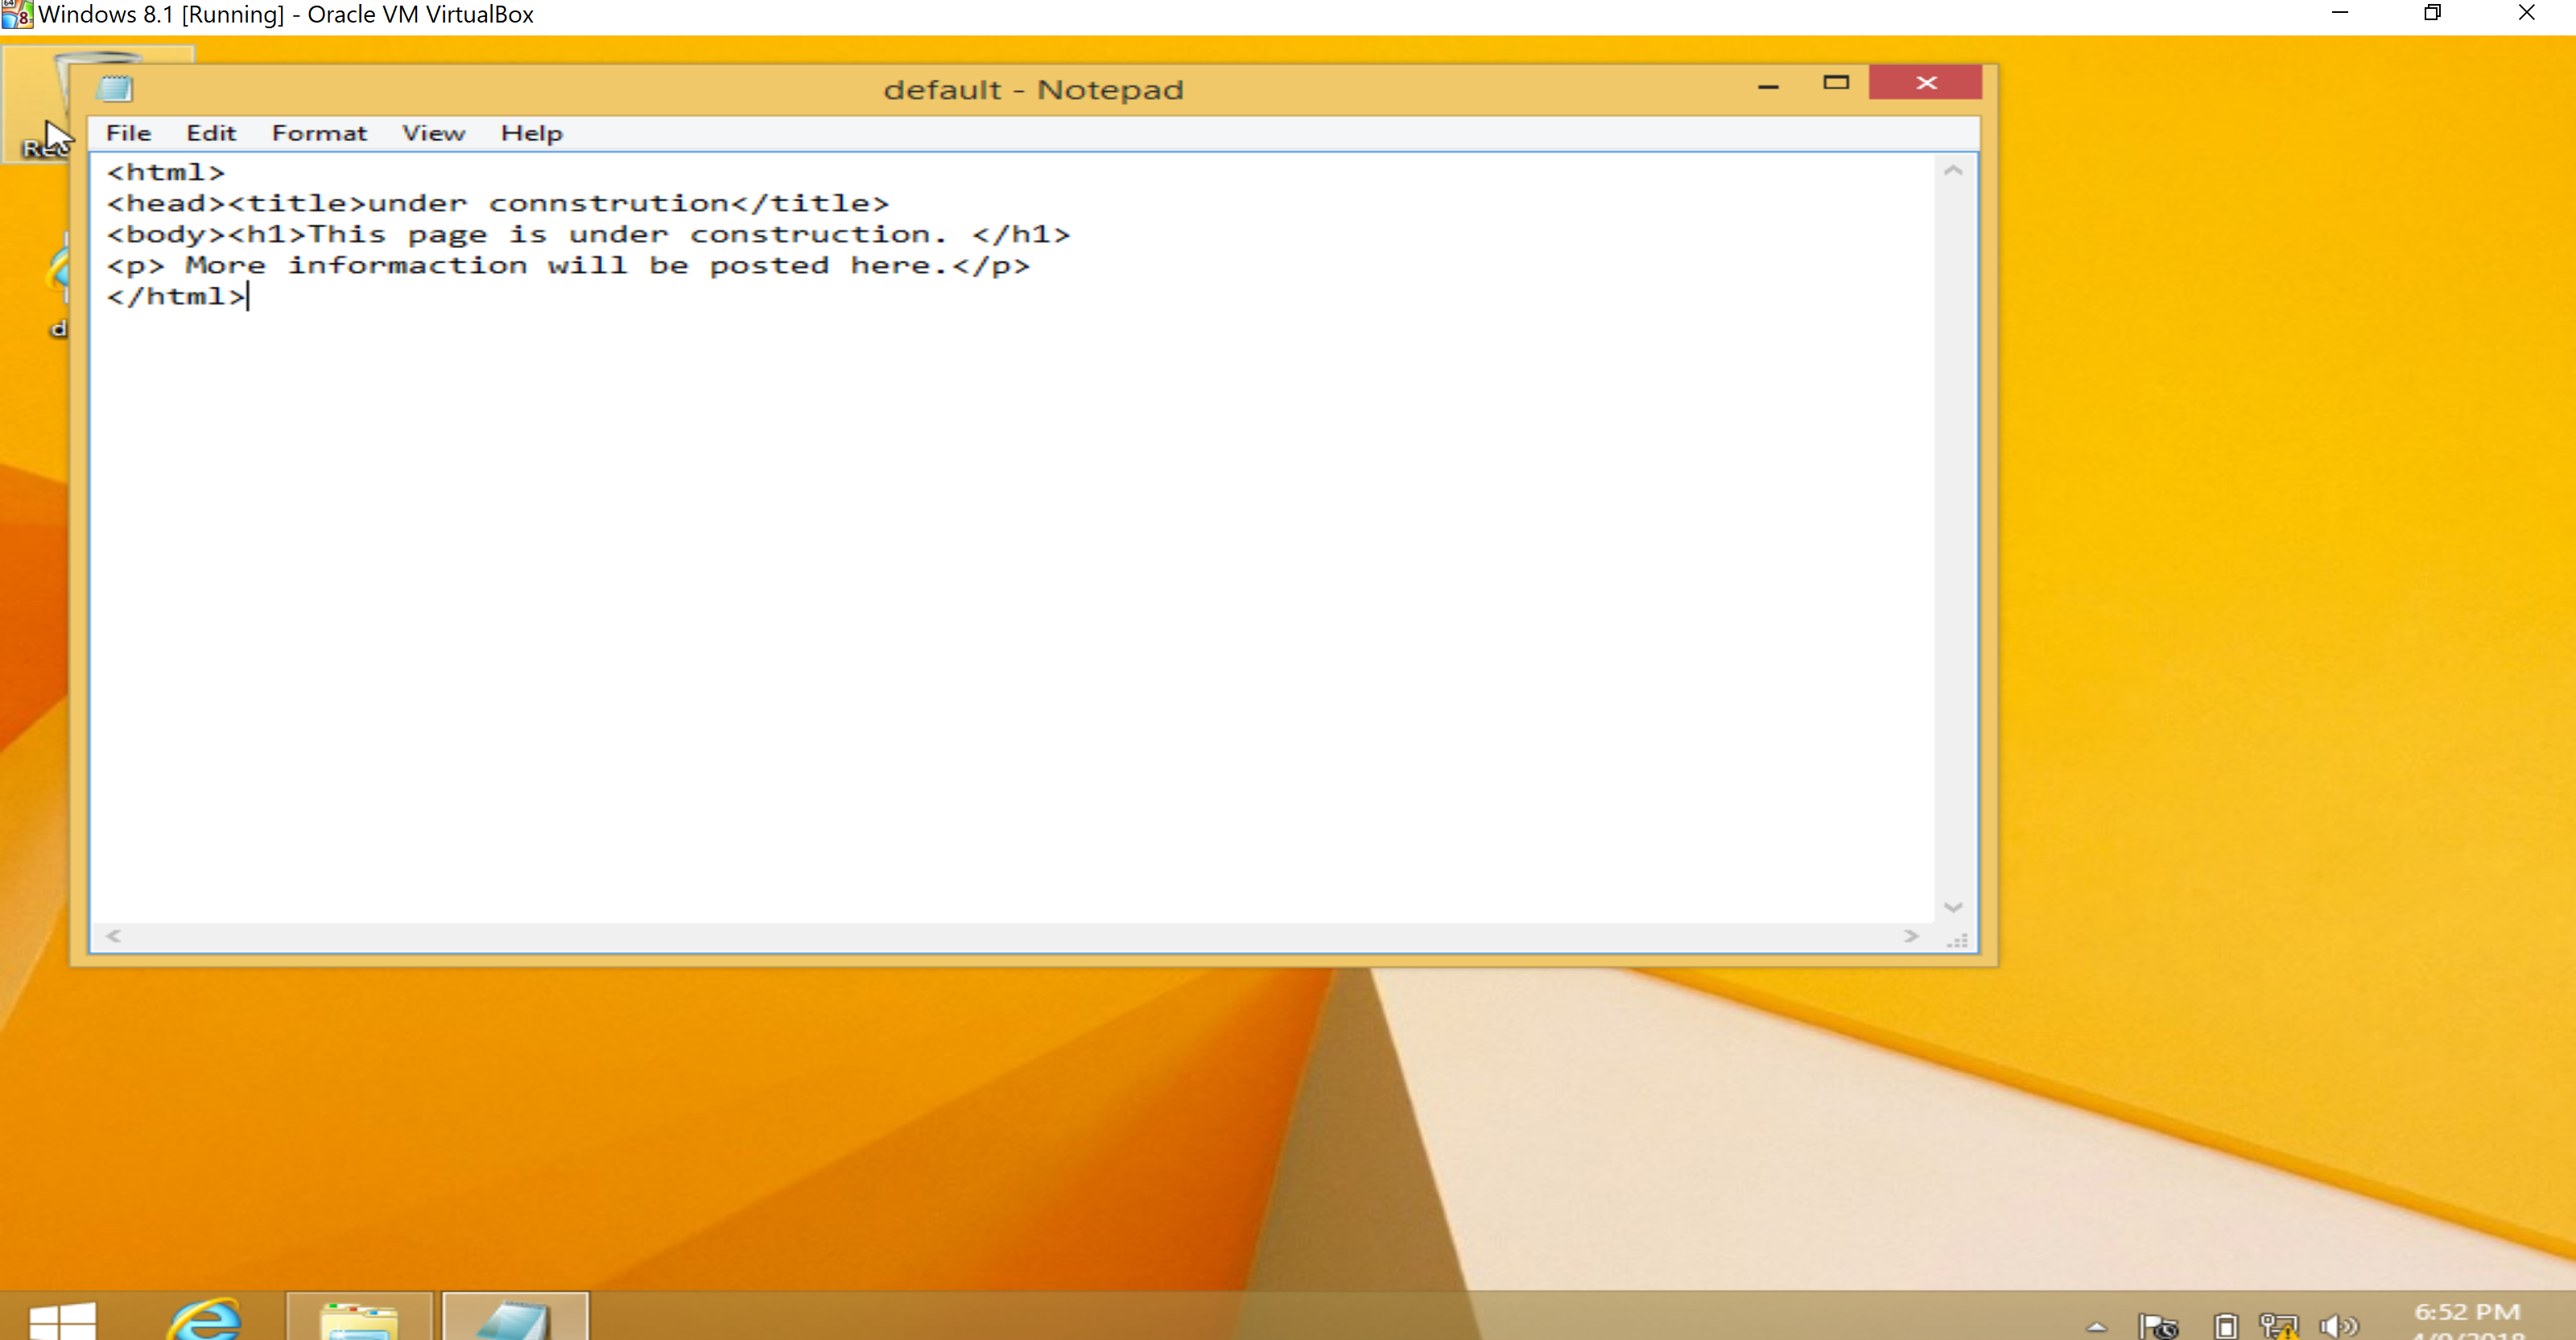 Windows 8.1 [Running] - Oracle VM VirtualBox
default - Notepad
File Edit Format View Help
<html>
<head><title>under connstrution</title>
<body><h1>This page is under construction. </h1>
<p> More informaction will be posted here.</p>
</html>
6:52 PM